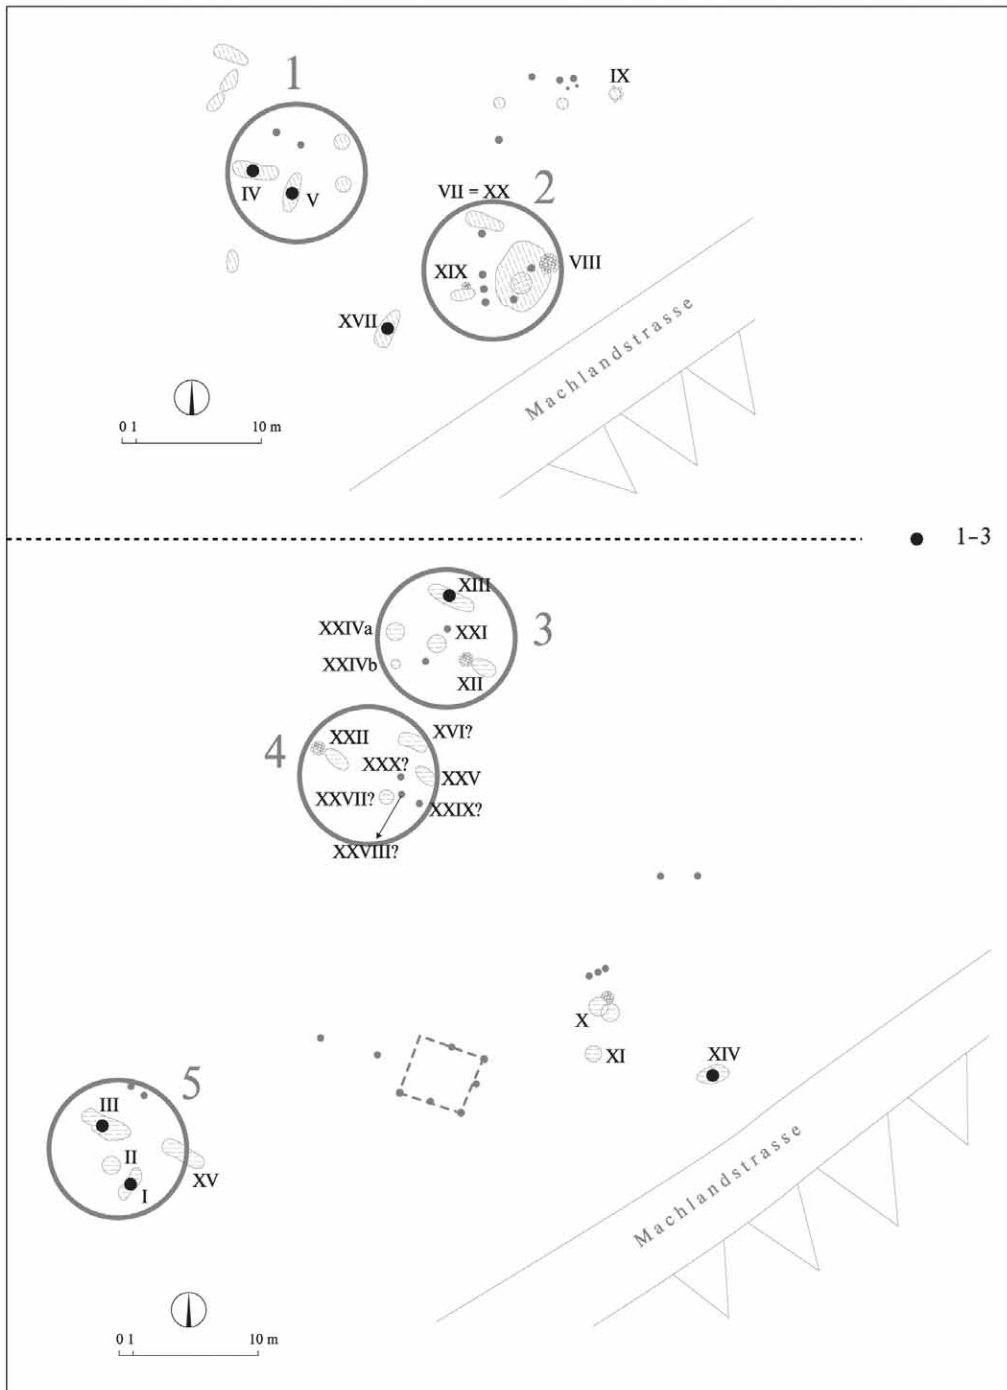 1
IX
IV
V
VII = XX
2
VIII
XIX
XVII
Machlandstrasse
0 1
10 m
1-3
XIII
XXIVa
XXI
3
XXIVb
XII
4
XXII
XVI?
XXX?
XXV
XXVII?
XXIX?
XXVIII?
X
XI
XIV
5
III
II
XV
I
Machlandstrasse
0 1
10 m